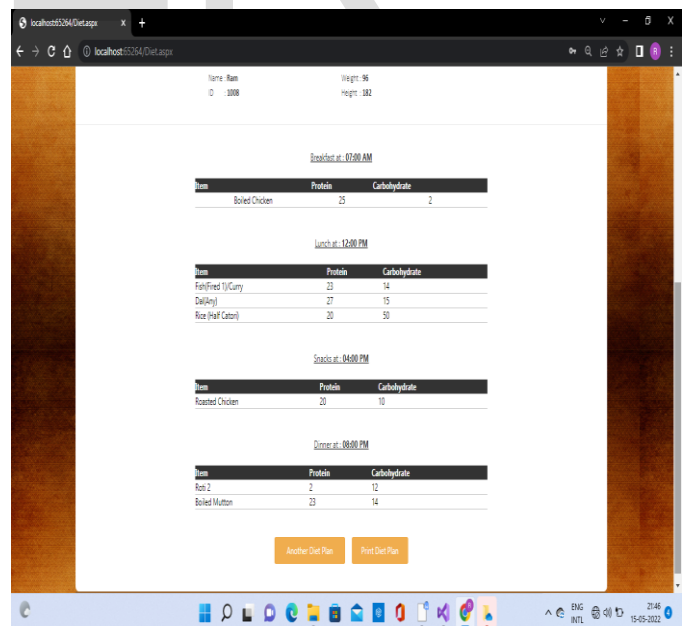 localhost:65264/Diet.aspx X +
localhost:65264/Diet.aspx R
Name : Ram Weight : 96
ID : 1008 Height : 182
Breakfast at : 07:00 AM
Item Protein Carbohydrate
Boiled Chicken 25 2
Lunch at : 12:00 PM
Item Protein Carbohydrate
Fish(Fired 1)/Curry 23 14
Dal(Any) 27 15
Rice (Half Catori) 20 50
Snacks at : 04:00 PM
Item Protein Carbohydrate
Roasted Chicken 20 10
Dinner at : 08:00 PM
Item Protein Carbohydrate
Roti 2 2 12
Boiled Mutton 23 14
Another Diet Plan Print Diet Plan
ENG 21:46
INTL 15-05-2022 4